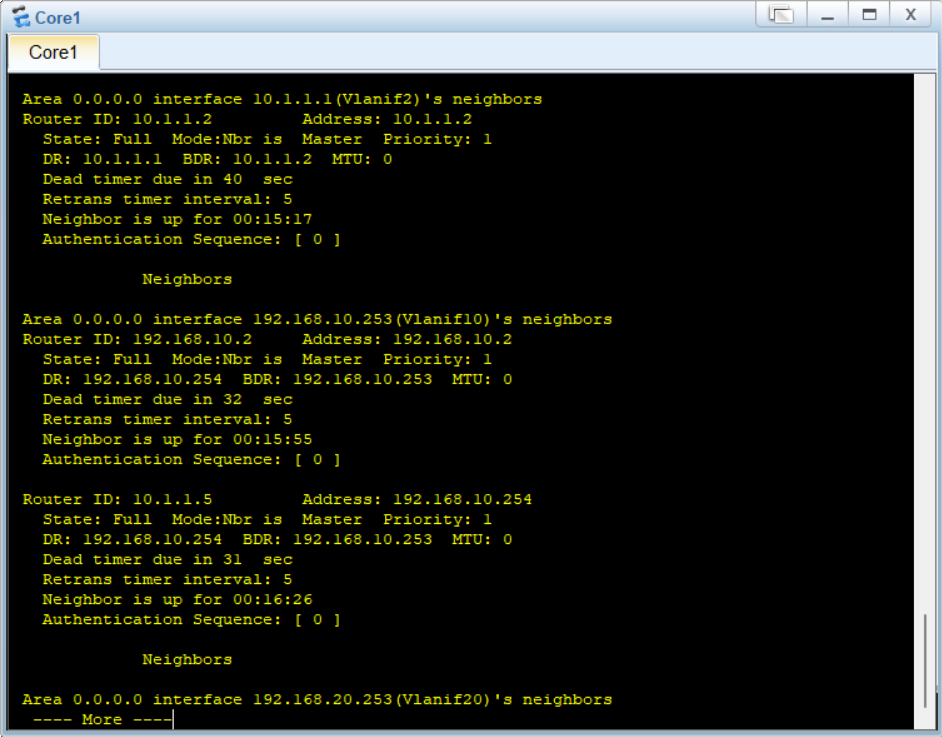 Core1
X
Core1
Area 0.0.0.0 interface 10.1.1.1(Vlanif2)'s neighbors
Router ID: 10.1.1.2         Address: 10.1.1.2
  State: Full  Mode:Nbr is  Master  Priority: 1
  DR: 10.1.1.1  BDR: 10.1.1.2  MTU: 0
  Dead timer due in 40  sec
  Retrans timer interval: 5
  Neighbor is up for 00:15:17
  Authentication Sequence: [ 0 ]
            Neighbors
Area 0.0.0.0 interface 192.168.10.253(Vlanif10)'s neighbors
Router ID: 192.168.10.2     Address: 192.168.10.2
  State: Full  Mode:Nbr is  Master  Priority: 1
  DR: 192.168.10.254  BDR: 192.168.10.253  MTU: 0
  Dead timer due in 32  sec
  Retrans timer interval: 5
  Neighbor is up for 00:15:55
  Authentication Sequence: [ 0 ]
Router ID: 10.1.1.5         Address: 192.168.10.254
  State: Full  Mode:Nbr is  Master  Priority: 1
  DR: 192.168.10.254  BDR: 192.168.10.253  MTU: 0
  Dead timer due in 31  sec
  Retrans timer interval: 5
  Neighbor is up for 00:16:26
  Authentication Sequence: [ 0 ]
            Neighbors
Area 0.0.0.0 interface 192.168.20.253(Vlanif20)'s neighbors
 ---- More ----